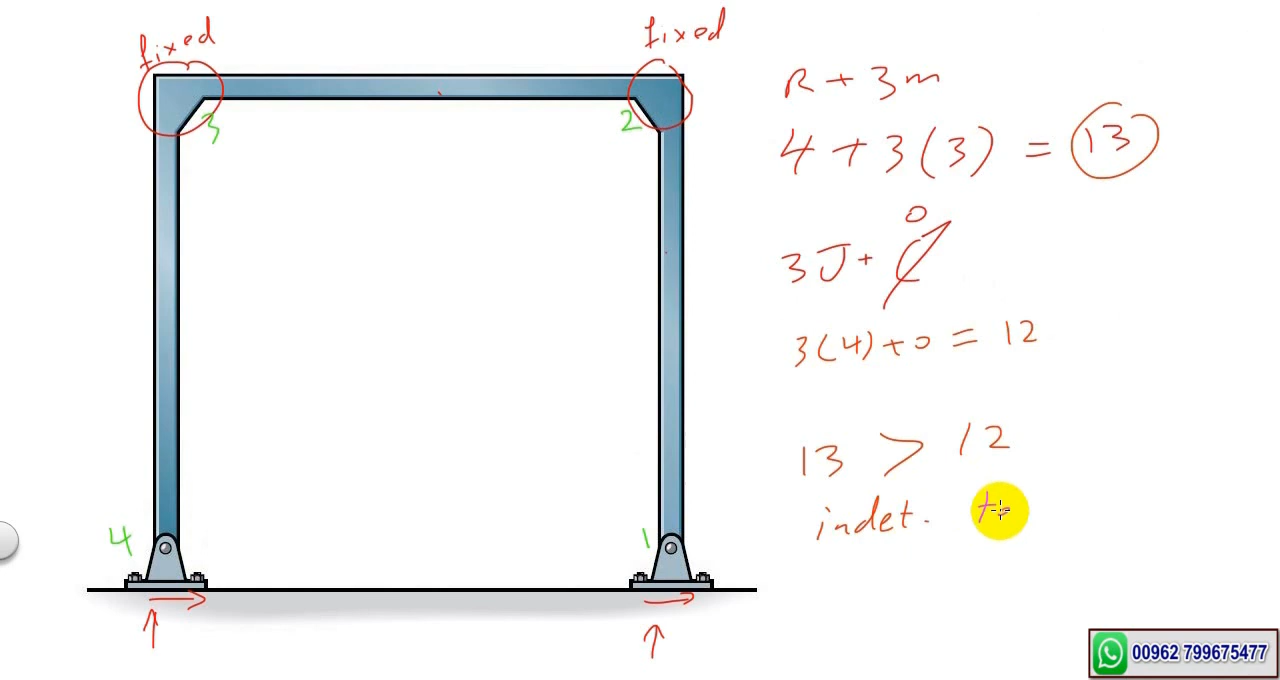 fixed
fixed
R + 3m
3
2
4 + 3(3) = 13
0
3J + C
3(4) + 0 = 12
13 > 12
4
1
indet.
00962 799675477